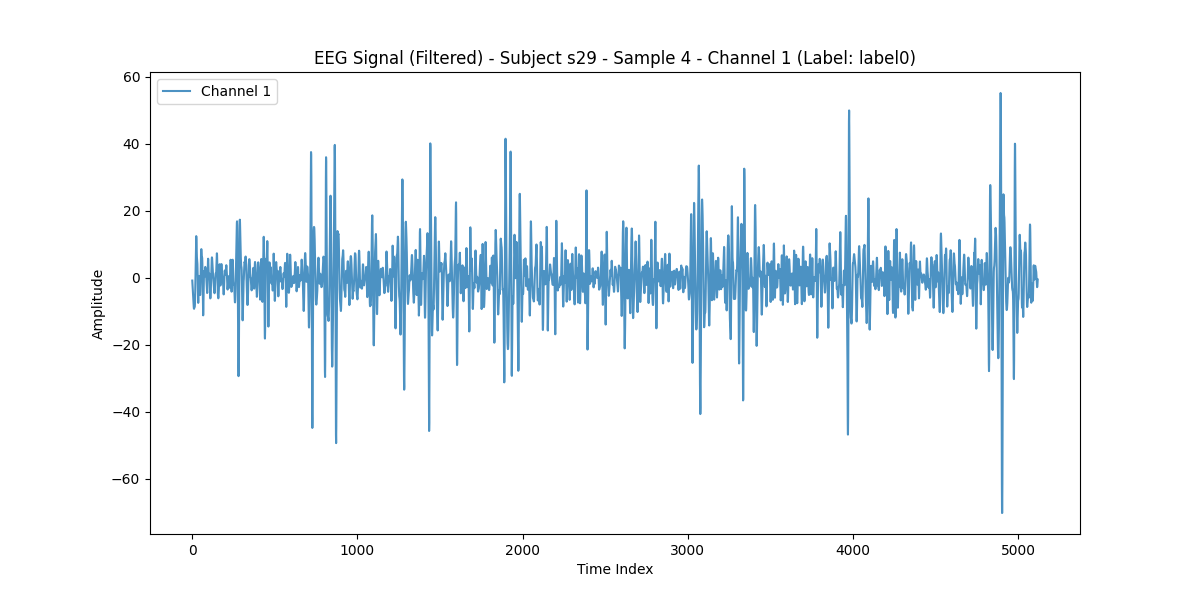 EEG Signal (Filtered) - Subject s29 - Sample 4 - Channel 1 (Label: label0)
Channel 1
Amplitude
60
40
20
0
−20
−40
−60
0 1000 2000 3000 4000 5000
Time Index